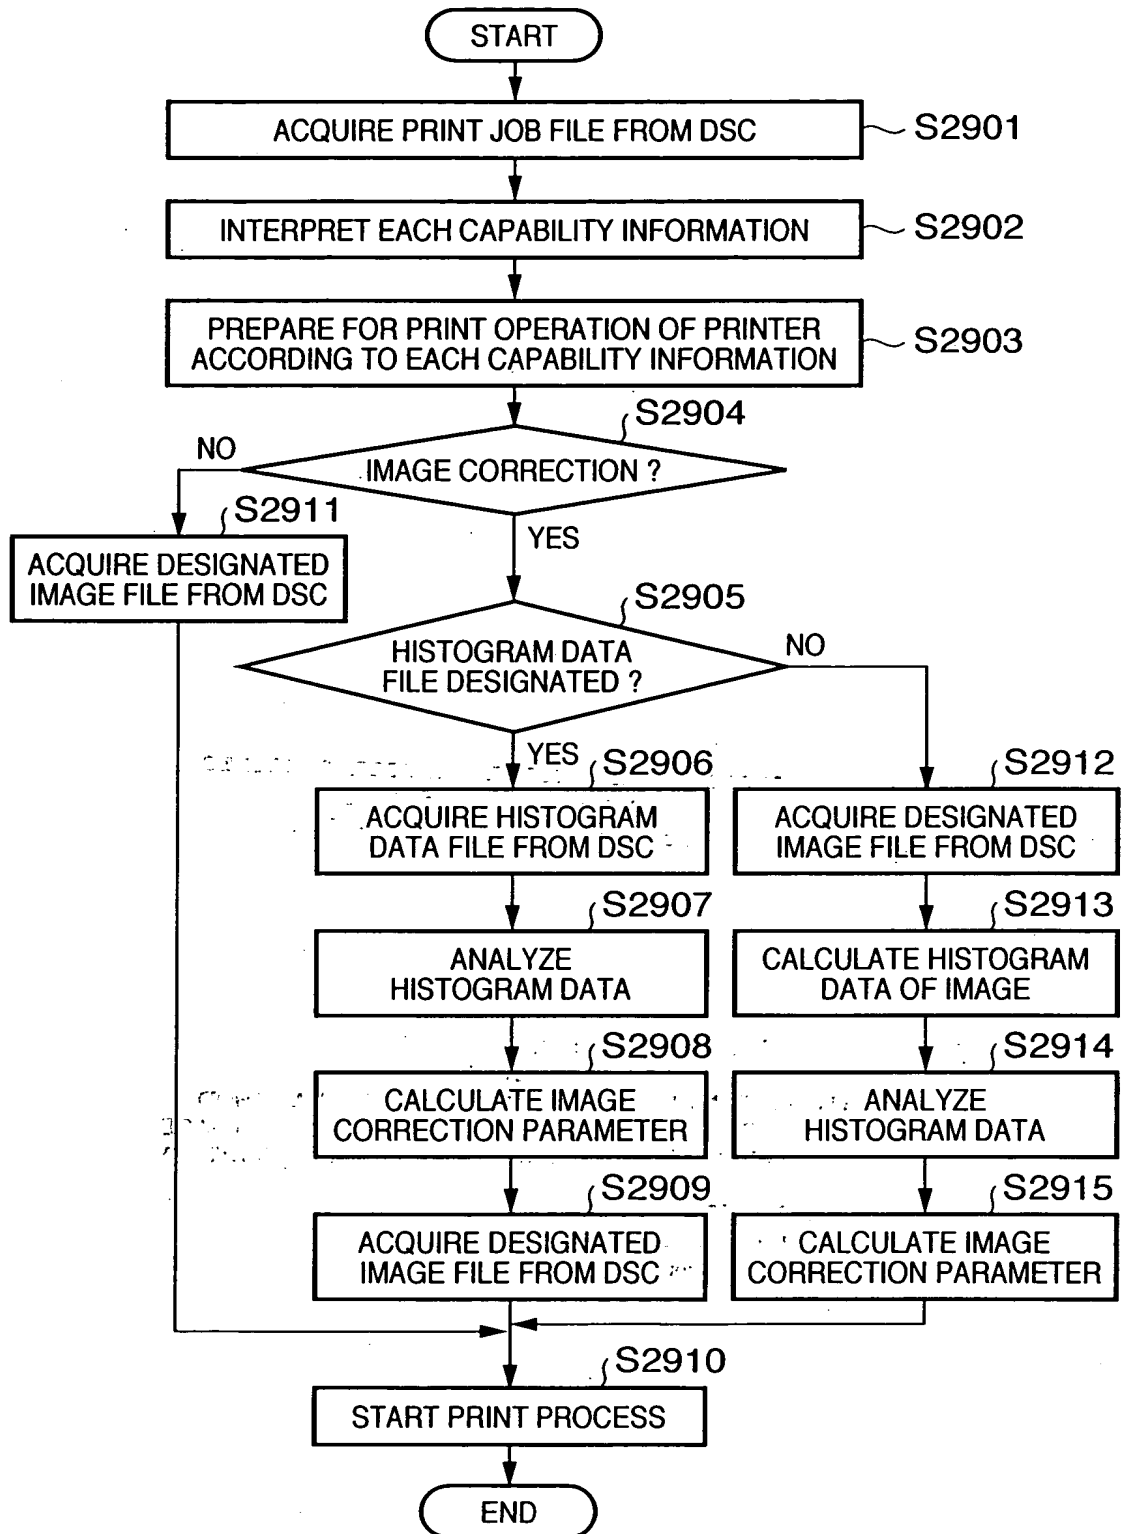 START
ACQUIRE PRINT JOB FILE FROM DSC
S2901
INTERPRET EACH CAPABILITY INFORMATION
S2902
PREPARE FOR PRINT OPERATION OF PRINTER
ACCORDING TO EACH CAPABILITY INFORMATION
S2903
S2904
IMAGE CORRECTION ?
NO
YES
S2911
ACQUIRE DESIGNATED
IMAGE FILE FROM DSC
S2905
HISTOGRAM DATA
FILE DESIGNATED ?
NO
YES
S2906
ACQUIRE HISTOGRAM
DATA FILE FROM DSC
S2912
ACQUIRE DESIGNATED
IMAGE FILE FROM DSC
S2907
ANALYZE
HISTOGRAM DATA
S2913
CALCULATE HISTOGRAM
DATA OF IMAGE
S2908
CALCULATE IMAGE
CORRECTION PARAMETER
S2914
ANALYZE
HISTOGRAM DATA
S2909
ACQUIRE DESIGNATED
IMAGE FILE FROM DSC
S2915
CALCULATE IMAGE
CORRECTION PARAMETER
S2910
START PRINT PROCESS
END